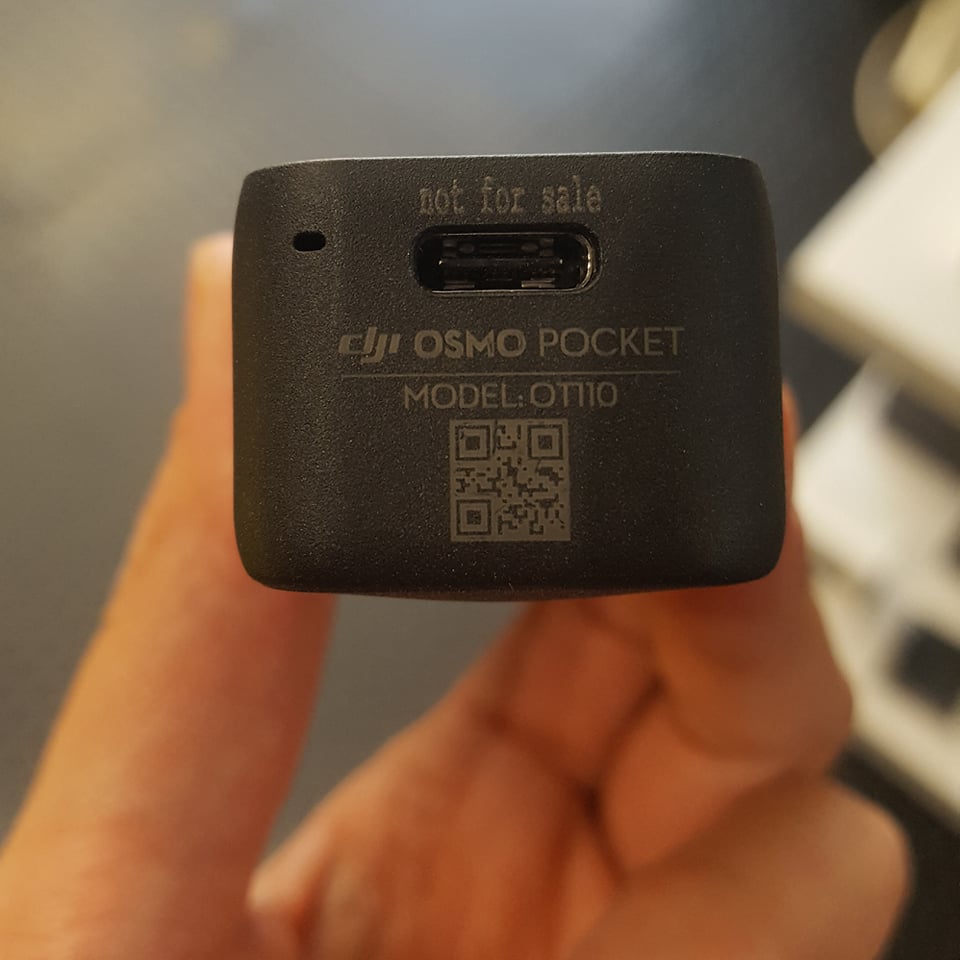 not for sale
dji OSMO POCKET
MODEL: OT110